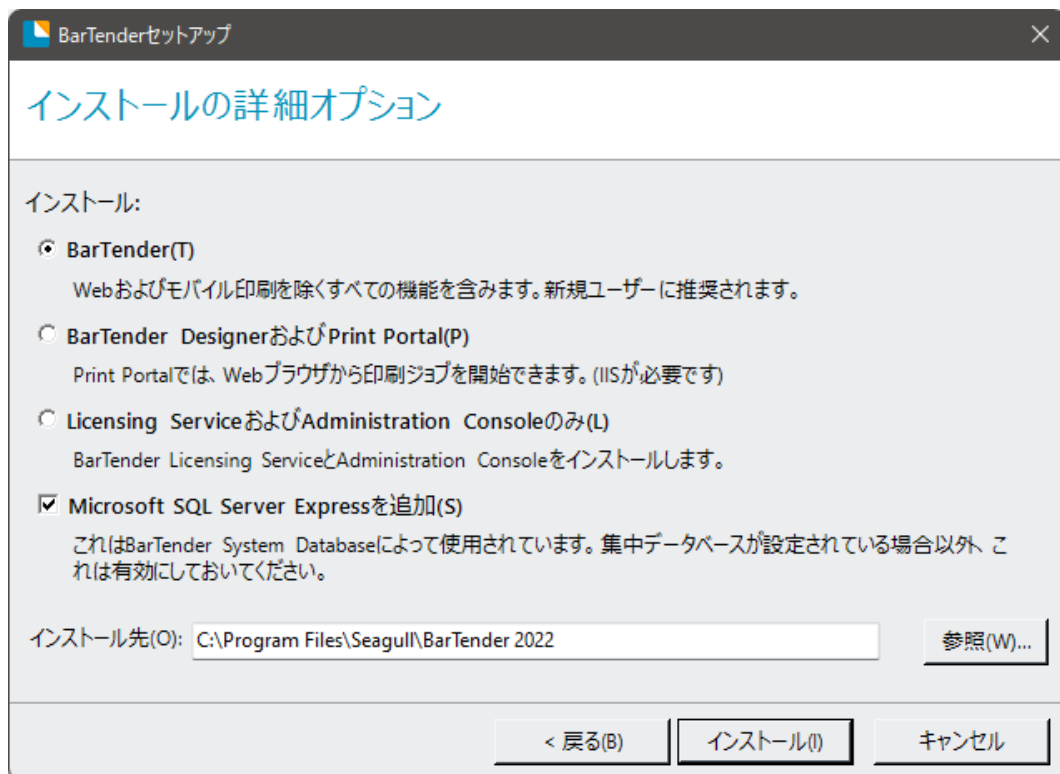 BarTenderセットアップ
インストールの詳細オプション
インストール:
BarTender(T)
Webおよびモバイル印刷を除くすべての機能を含みます。新規ユーザーに推奨されます。
BarTender DesignerおよびPrint Portal(P)
Print Portalでは、Webブラウザから印刷ジョブを開始できます。(IISが必要です)
Licensing ServiceおよびAdministration Consoleのみ(L)
BarTender Licensing ServiceとAdministration Consoleをインストールします。
Microsoft SQL Server Expressを追加(S)
これはBarTender System Databaseによって使用されています。集中データベースが設定されている場合以外、こ
れは有効にしておいてください。
インストール先(O): C:\Program Files\Seagull\BarTender 2022 参照(W)...
< 戻る(B) インストール(I) キャンセル